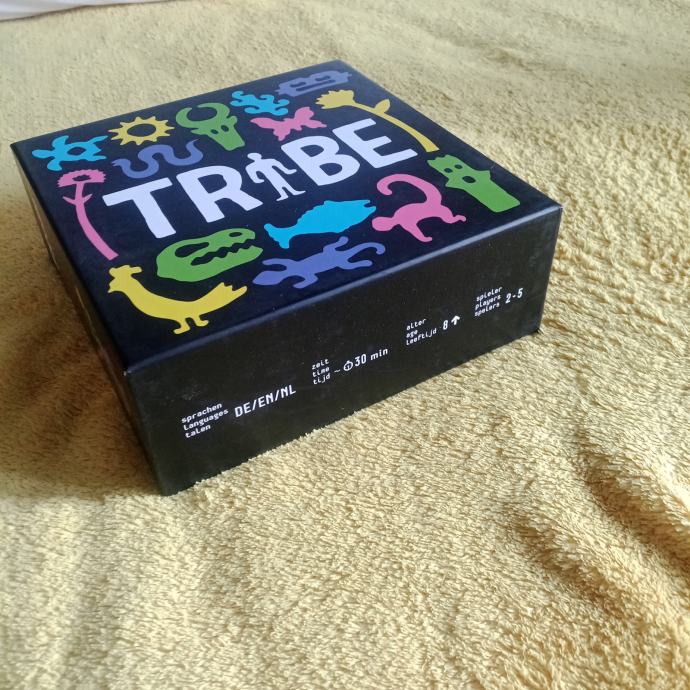 TRIBE
sprachen
languages
talen
DE/EN/NL
zeit
time
tijd
~ 30 min
alter
age
leeftijd
8 ↑
spieler
players
spelers
2-5